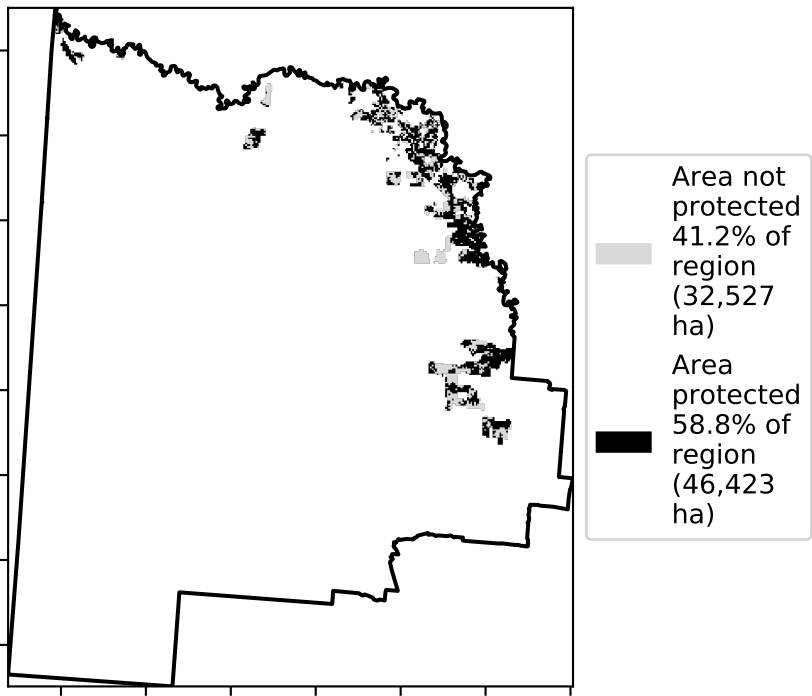 Area not
protected
41.2% of
region
(32,527
ha)
Area
protected
58.8% of
region
(46,423
ha)